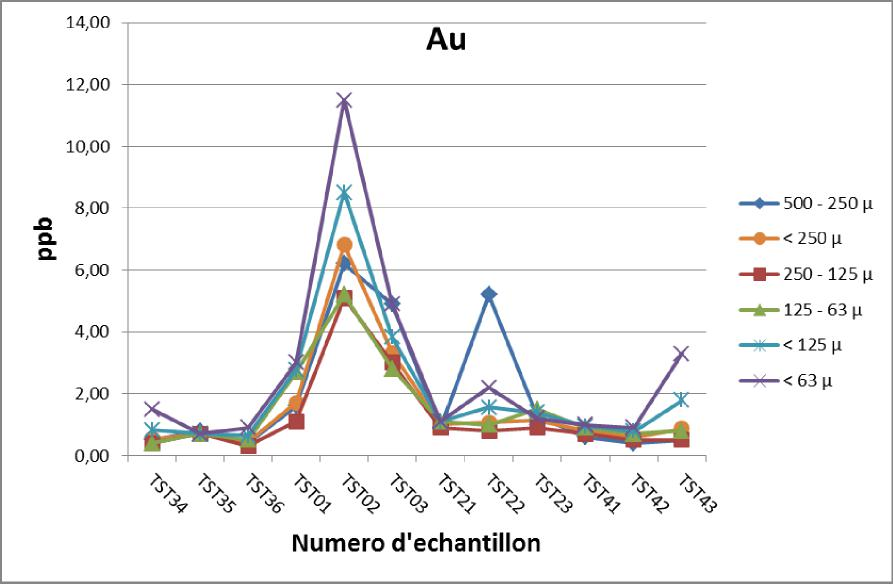 Au
14,00
12,00
10,00
8,00
6,00
4,00
2,00
0,00
ppb
TST34
TST35
TST36
TST01
TST02
TST03
TST21
TST22
TST23
TST41
TST42
TST43
Numero d'echantillon
500 - 250 µ
< 250 µ
250 - 125 µ
125 - 63 µ
< 125 µ
< 63 µ